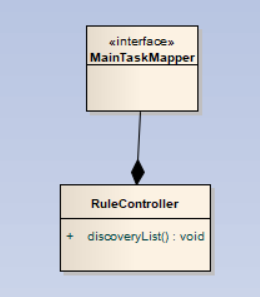 «interface»
MainTaskMapper
RuleController
+ discoveryList() : void